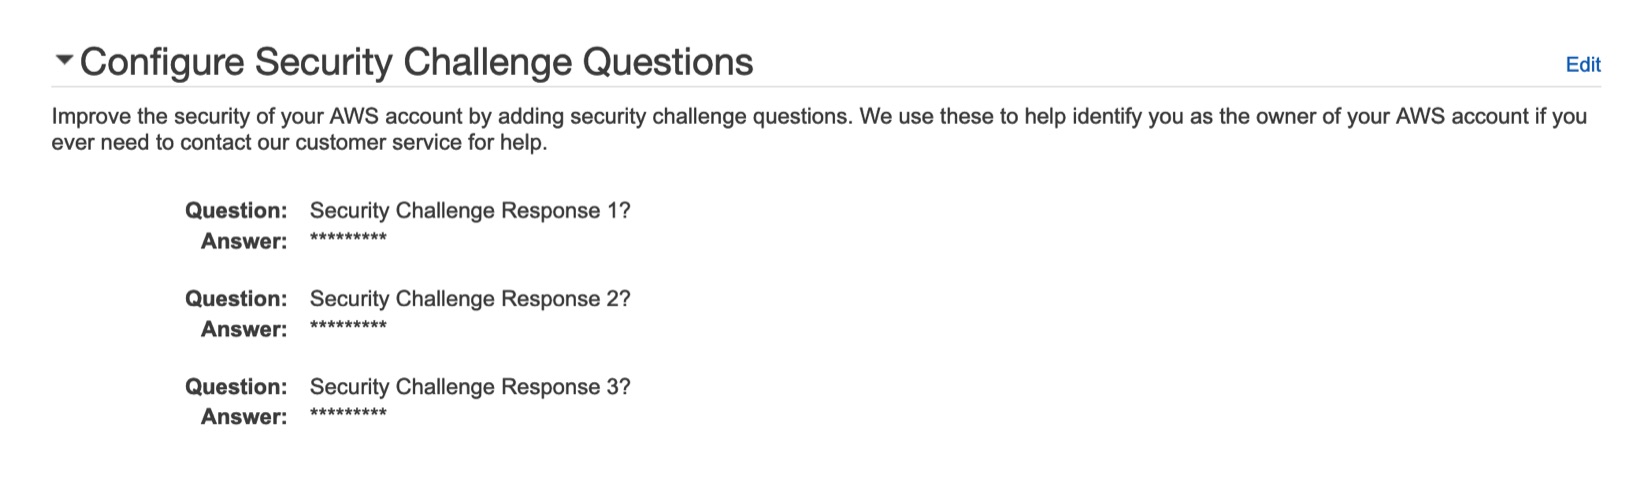 Configure Security Challenge Questions
Edit
Improve the security of your AWS account by adding security challenge questions. We use these to help identify you as the owner of your AWS account if you
ever need to contact our customer service for help.
Question: Security Challenge Response 1?
Answer: *********
Question: Security Challenge Response 2?
Answer: *********
Question: Security Challenge Response 3?
Answer: *********